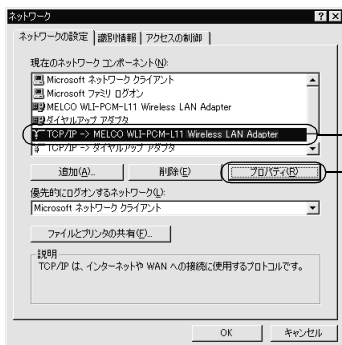 ネットワーク
ネットワークの設定 識別情報 アクセスの制御
現在のネットワーク コンポーネント(N):
Microsoft ネットワーク クライアント
Microsoft ファミリ ログオン
MELCO WLI-PCM-L11 Wireless LAN Adapter
ダイヤルアップ アダプタ
TCP/IP -> MELCO WLI-PCM-L11 Wireless LAN Adapter
TCP/IP -> ダイヤルアップ アダプタ
追加(A)... 削除(E) プロパティ(R)
優先的にログオンするネットワーク(L):
Microsoft ネットワーク クライアント
ファイルとプリンタの共有(F)...
説明
TCP/IP は、インターネットや WAN への接続に使用するプロトコルです。
OK キャンセル